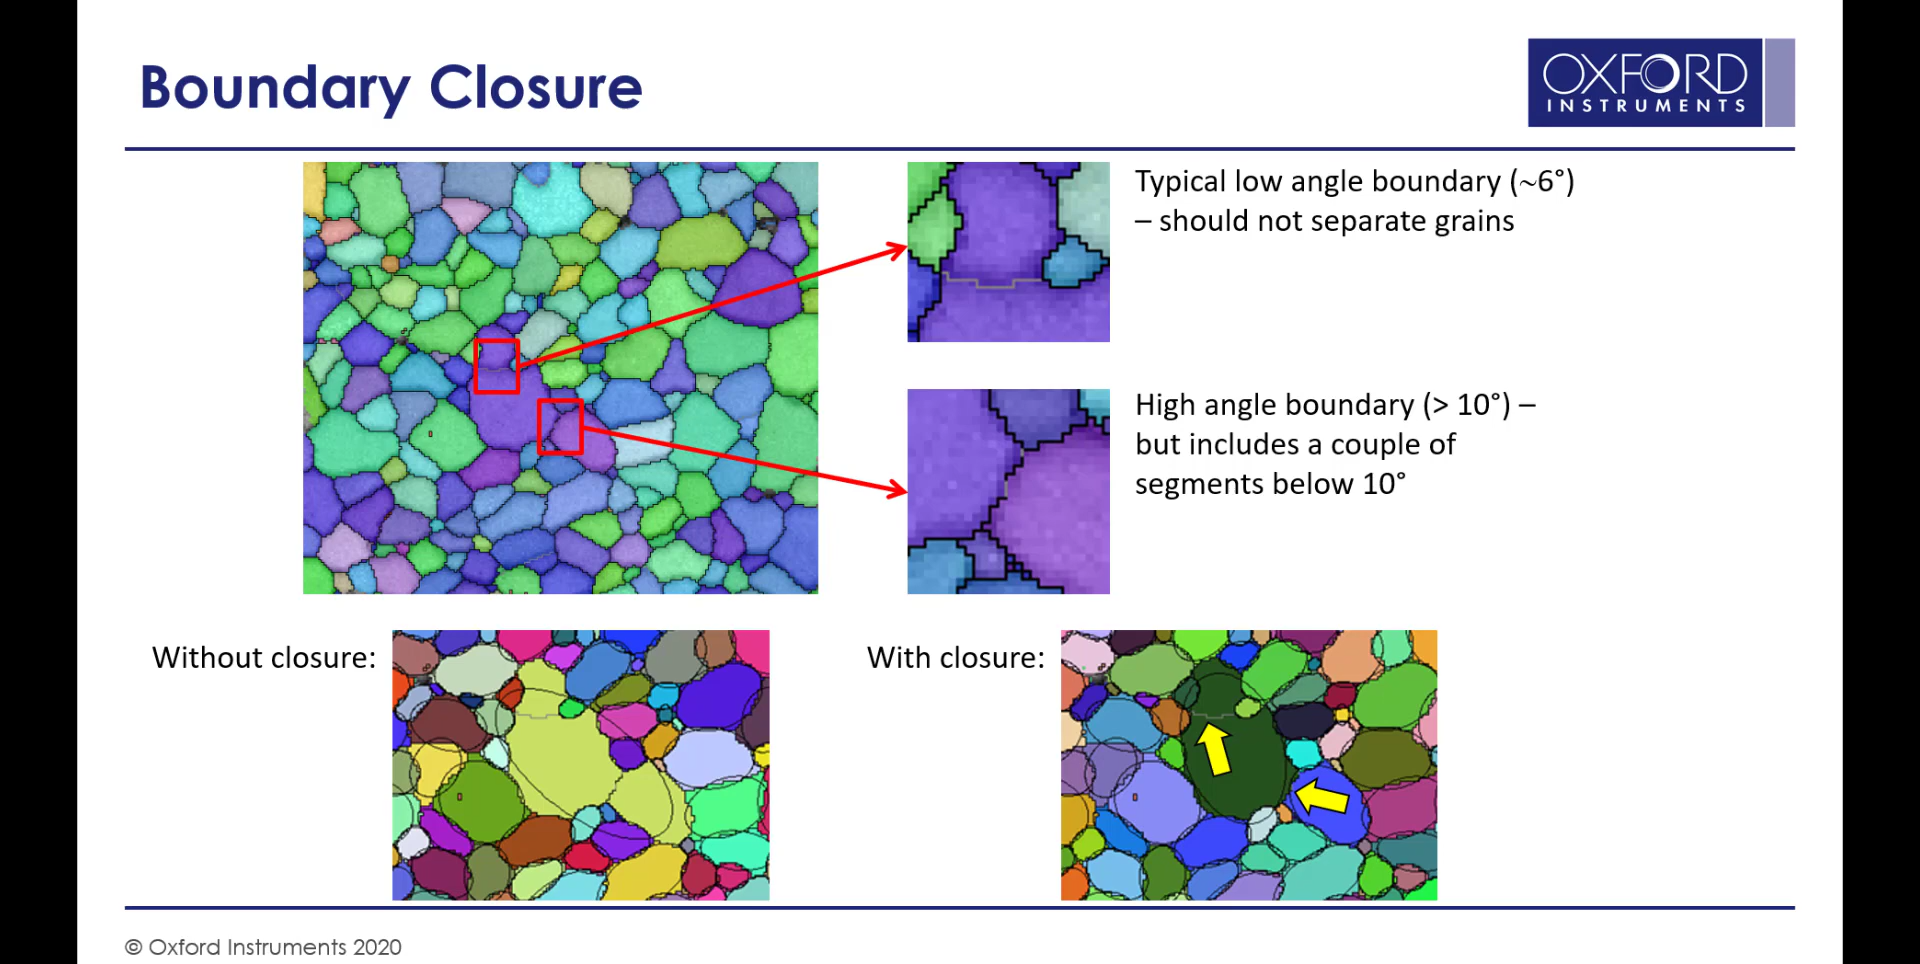 Boundary Closure
OXFORD
INSTRUMENTS
Typical low angle boundary (~6°)
– should not separate grains
High angle boundary (> 10°) –
but includes a couple of
segments below 10°
Without closure:
With closure:
© Oxford Instruments 2020